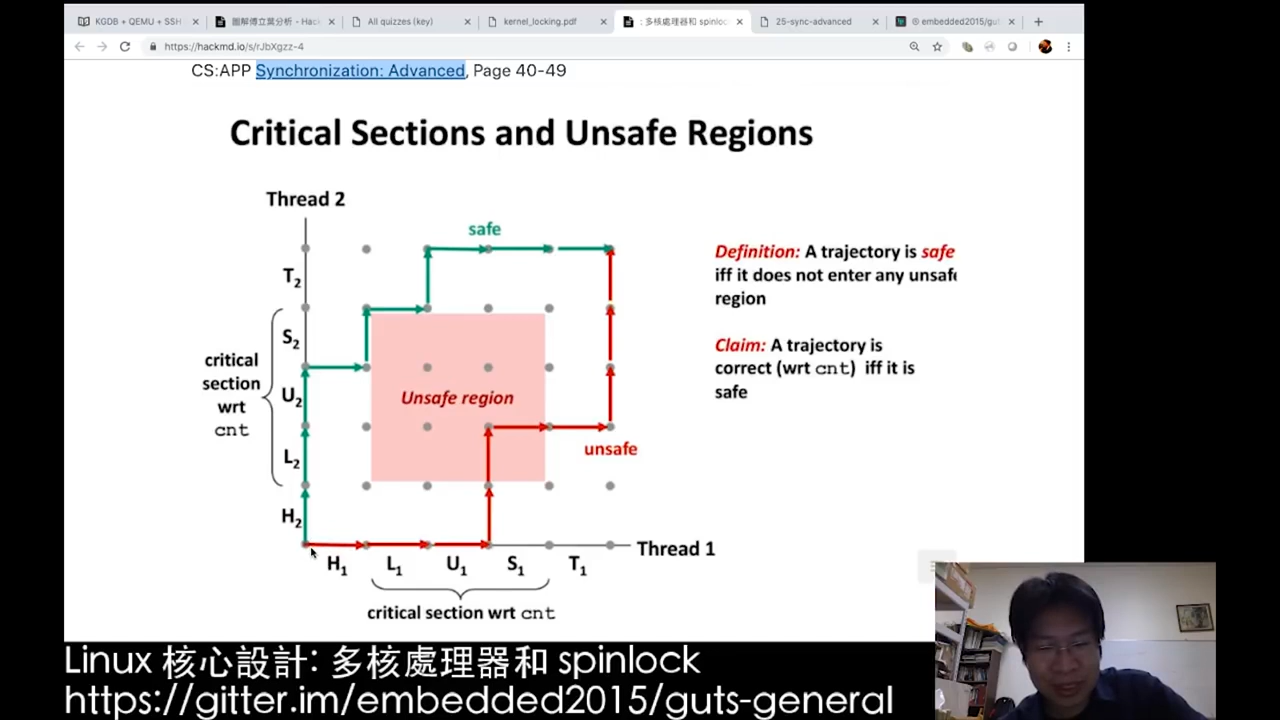 KGDB + QEMU + SSH
圖解傅立葉分析 - Hac
All quizzes (key)
kernel_locking.pdf
: 多核處理器和 spinloc
25-sync-advanced
@ embedded2015/gut
https://hackmd.io/s/rJbXgzz-4
CS:APP Synchronization: Advanced, Page 40-49
Critical Sections and Unsafe Regions
Thread 2
safe
T2
S2
critical
section
wrt
cnt
U2
L2
H2
Unsafe region
unsafe
Definition: A trajectory is safe
iff it does not enter any unsafe
region
Claim: A trajectory is
correct (wrt cnt) iff it is
safe
Thread 1
H1 L1 U1 S1 T1
critical section wrt cnt
Linux 核心設計: 多核處理器和 spinlock
https://gitter.im/embedded2015/guts-general